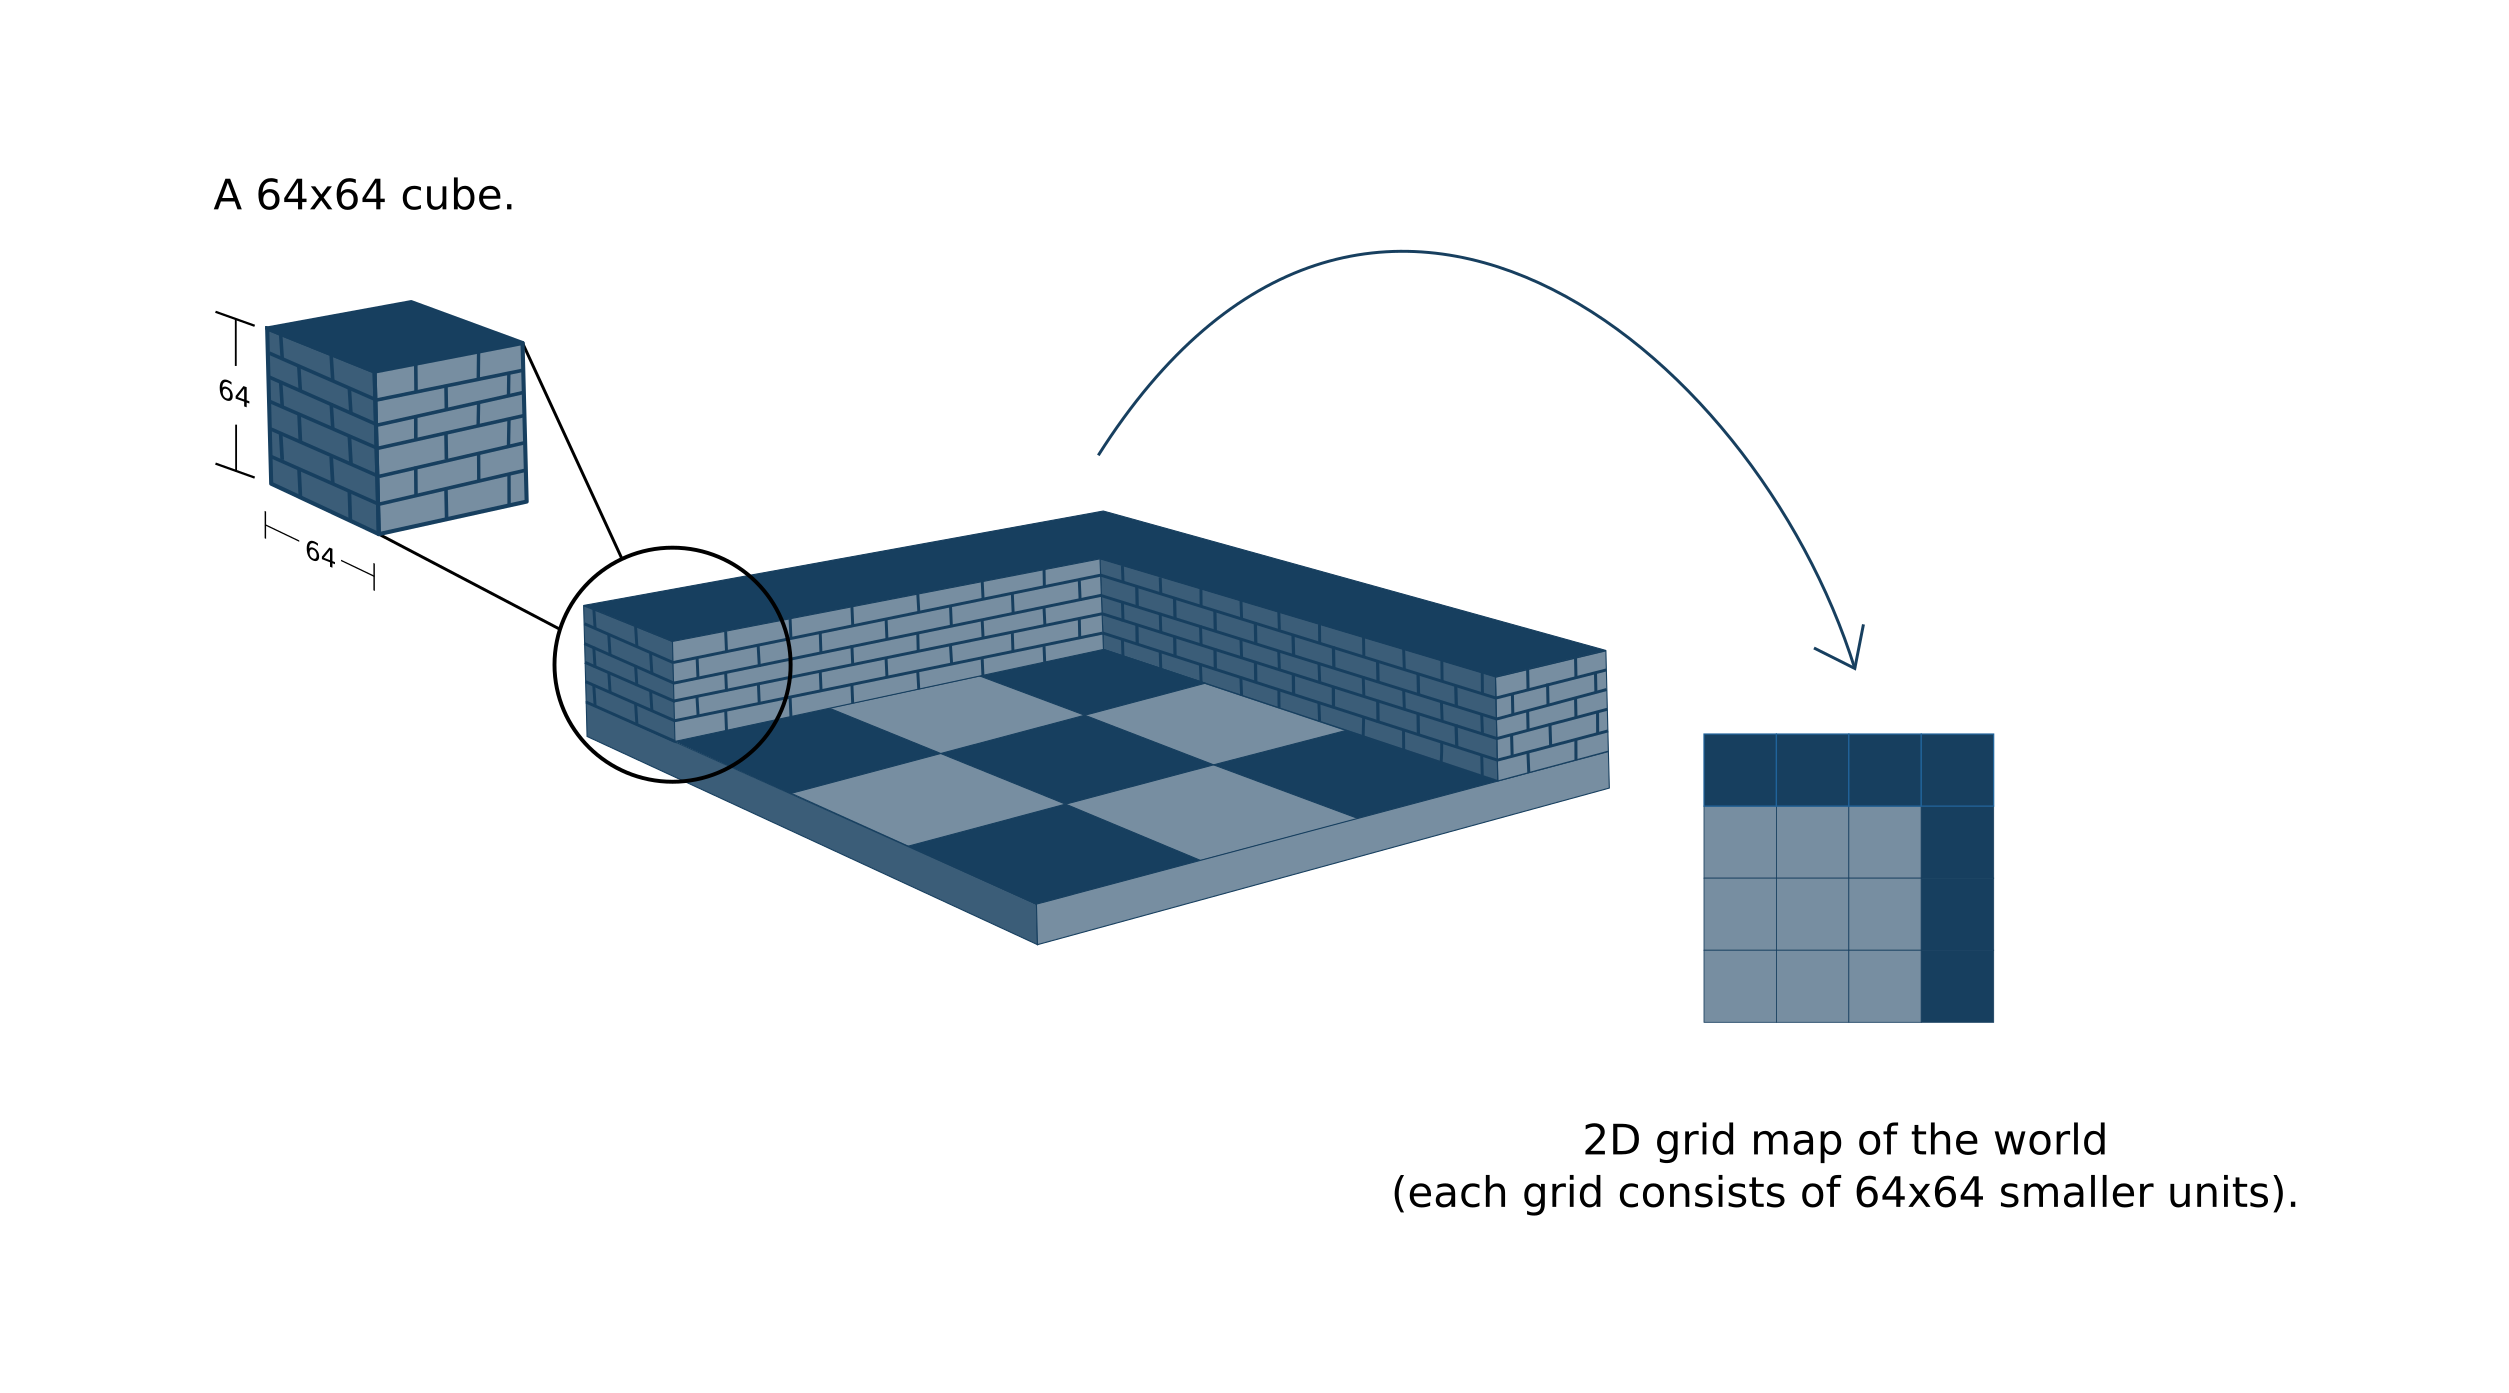 A 64x64 cube.
64
64
2D grid map of the world
(each grid consists of 64x64 smaller units).